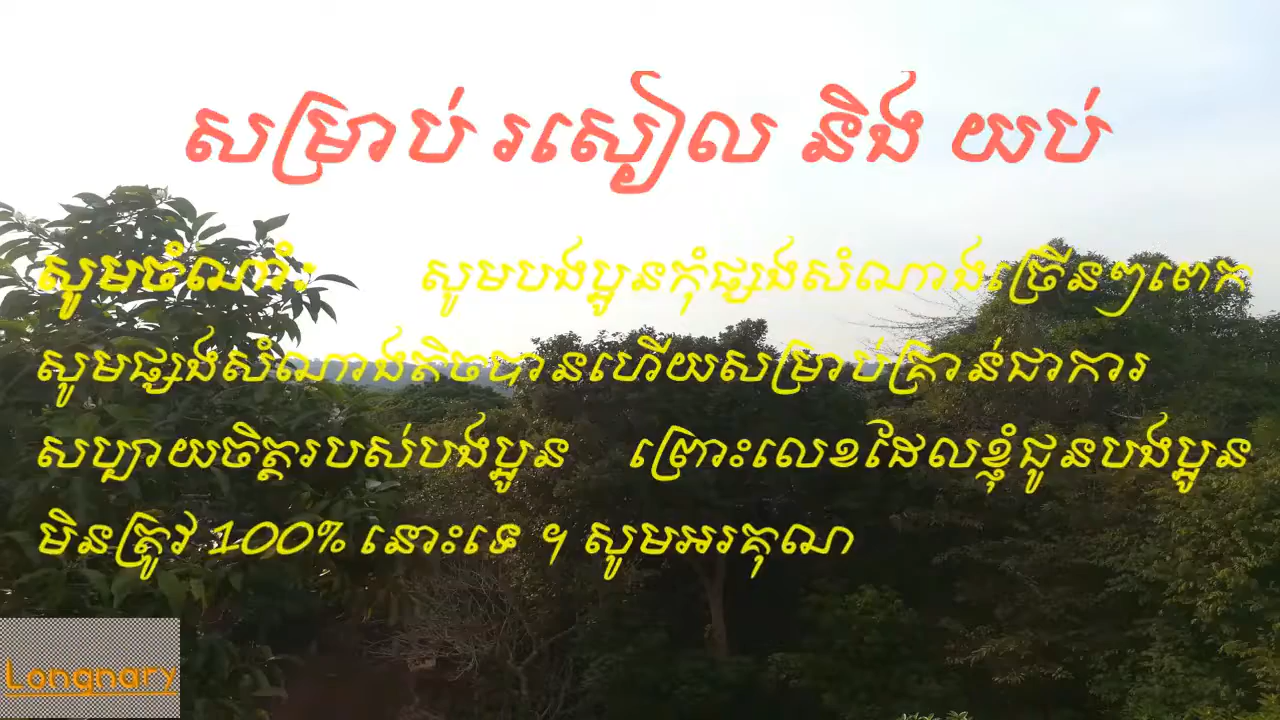 សម្រាប់ រសៀល និង យប់
សូមចំណាំ៖ សូមបងប្អូនកុំផ្សងសំណាងច្រើនៗពេក
សូមផ្សងសំណាងតិចបានហើយសម្រាប់គ្រាន់ជាការ
សប្បាយចិត្តរបស់បងប្អូន ព្រោះលេខដែលខ្ញុំជូនបងប្អូន
មិនត្រូវ 100% នោះទេ ។ សូមអរគុណ
Longnary